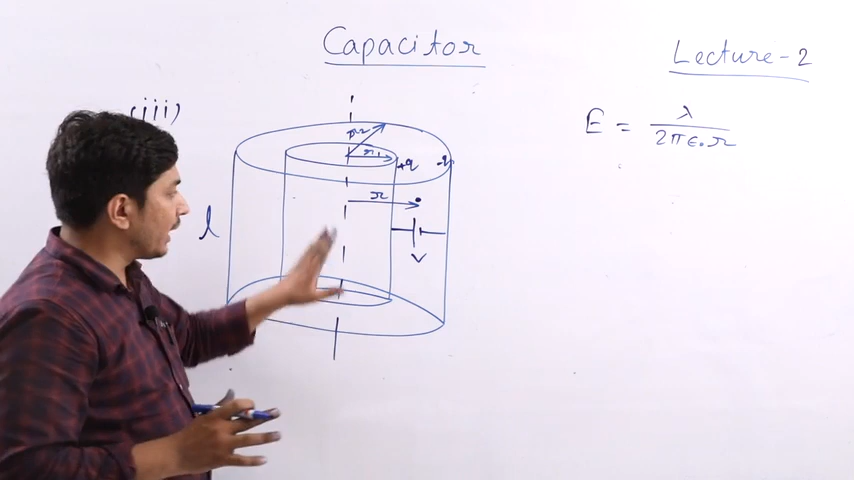 Capacitor
Lecture-2
(iii)
E = λ / 2πε₀r
r₂
r₁
+q
-q
r
l
V